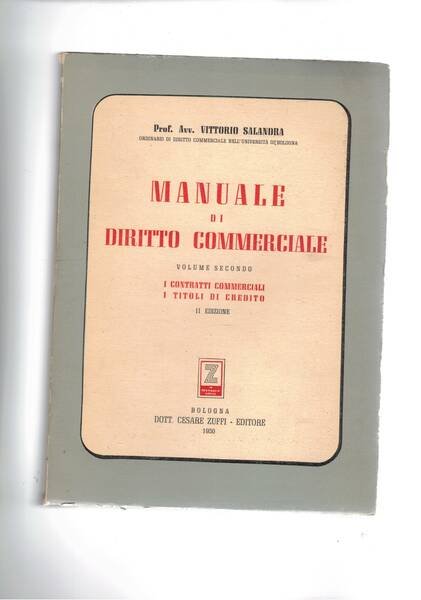 Prof. Avv. VITTORIO SALANDRA
ORDINARIO DI DIRITTO COMMERCIALE NELL'UNIVERSITÀ DI BOLOGNA
MANUALE
DI
DIRITTO COMMERCIALE
VOLUME SECONDO
I CONTRATTI COMMERCIALI
I TITOLI DI CREDITO
II EDIZIONE
Z
BOLOGNA
DOTT. CESARE ZUFFI - EDITORE
1950